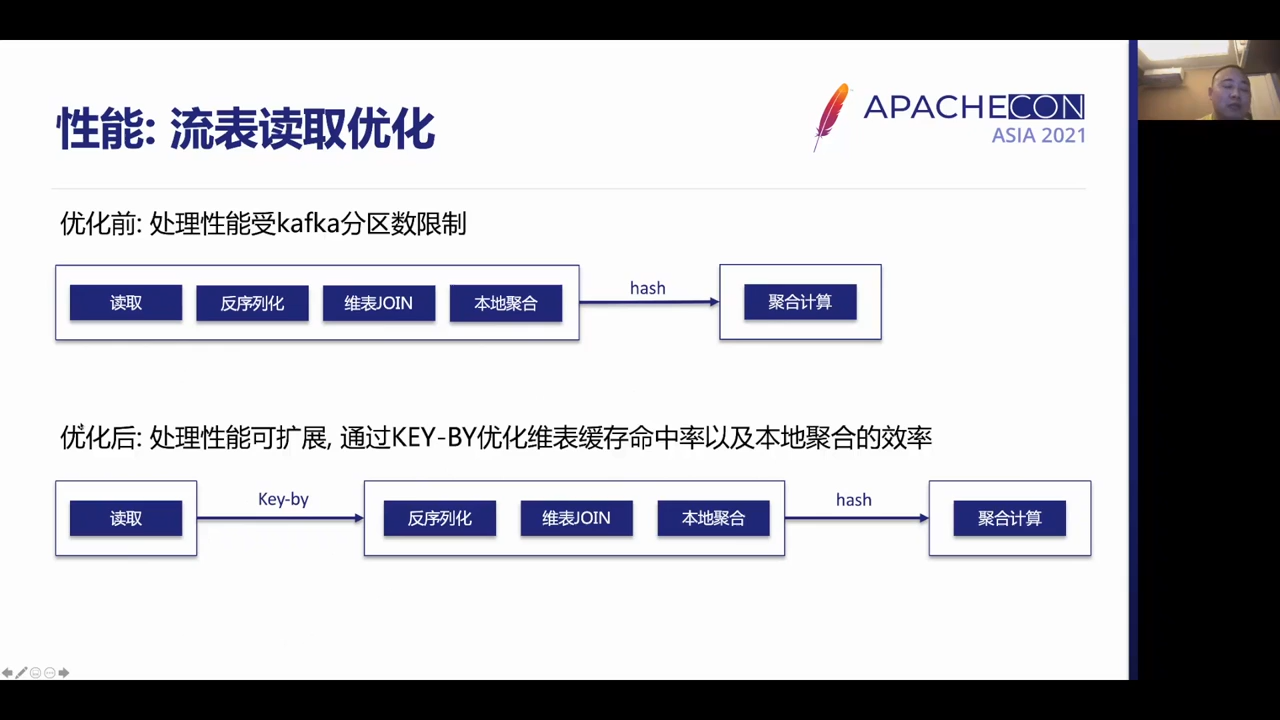 性能: 流表读取优化
APACHECON
ASIA 2021
优化前: 处理性能受kafka分区数限制
读取 反序列化 维表JOIN 本地聚合 hash 聚合计算
优化后: 处理性能可扩展, 通过KEY-BY优化维表缓存命中率以及本地聚合的效率
读取 Key-by 反序列化 维表JOIN 本地聚合 hash 聚合计算